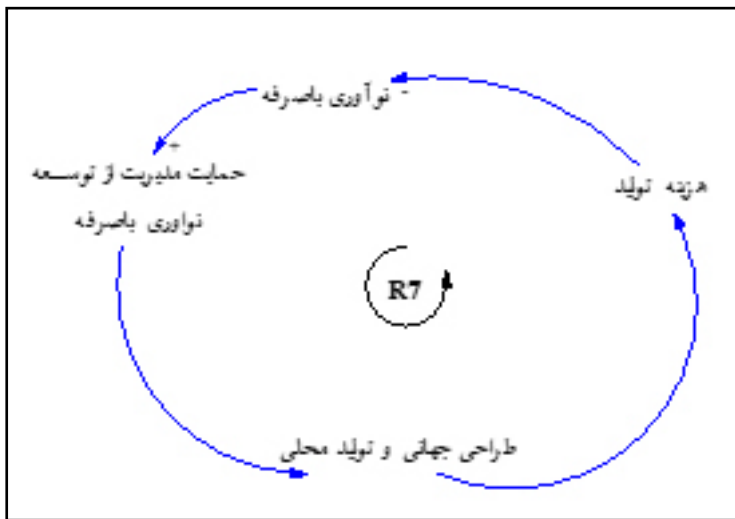 نوآوری باصرفه -
+
حمایت مدیریت از توسعه
نوآوری باصرفه
هزینه تولید
R7
طراحی جهانی و تولید محلی